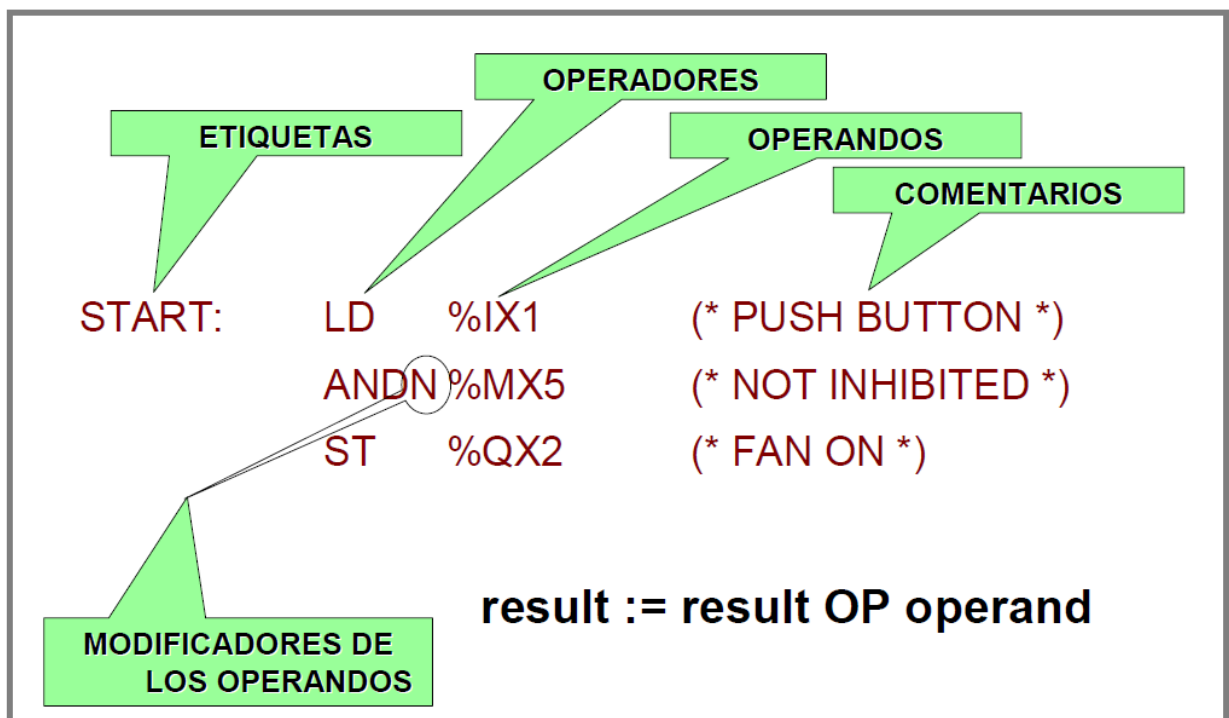 OPERADORES
ETIQUETAS
OPERANDOS
COMENTARIOS
START: LD %IX1 (* PUSH BUTTON *)
ANDN %MX5 (* NOT INHIBITED *)
ST %QX2 (* FAN ON *)
result := result OP operand
MODIFICADORES DE
LOS OPERANDOS